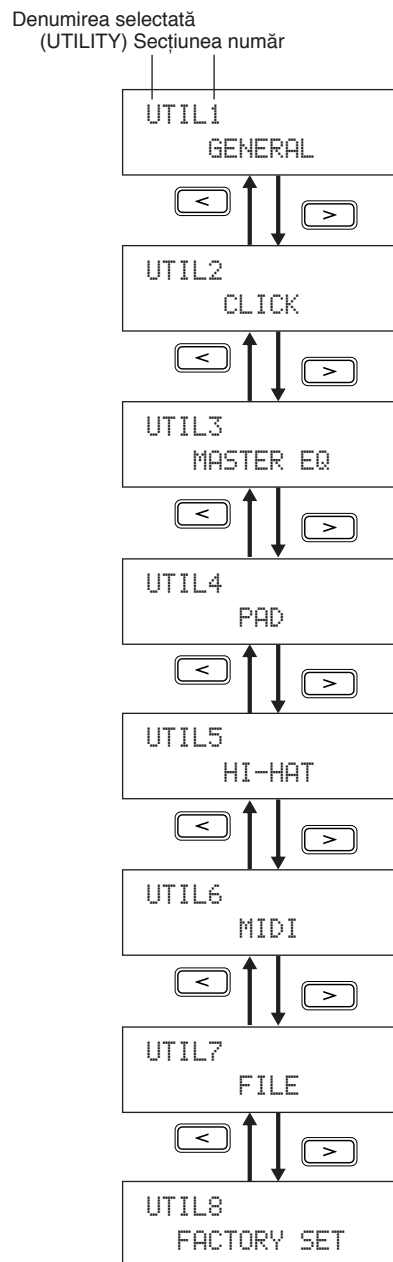 Denumirea selectată
(UTILITY) Secțiunea număr
UTIL1
GENERAL
< >
UTIL2
CLICK
< >
UTIL3
MASTER EQ
< >
UTIL4
PAD
< >
UTIL5
HI-HAT
< >
UTIL6
MIDI
< >
UTIL7
FILE
< >
UTIL8
FACTORY SET